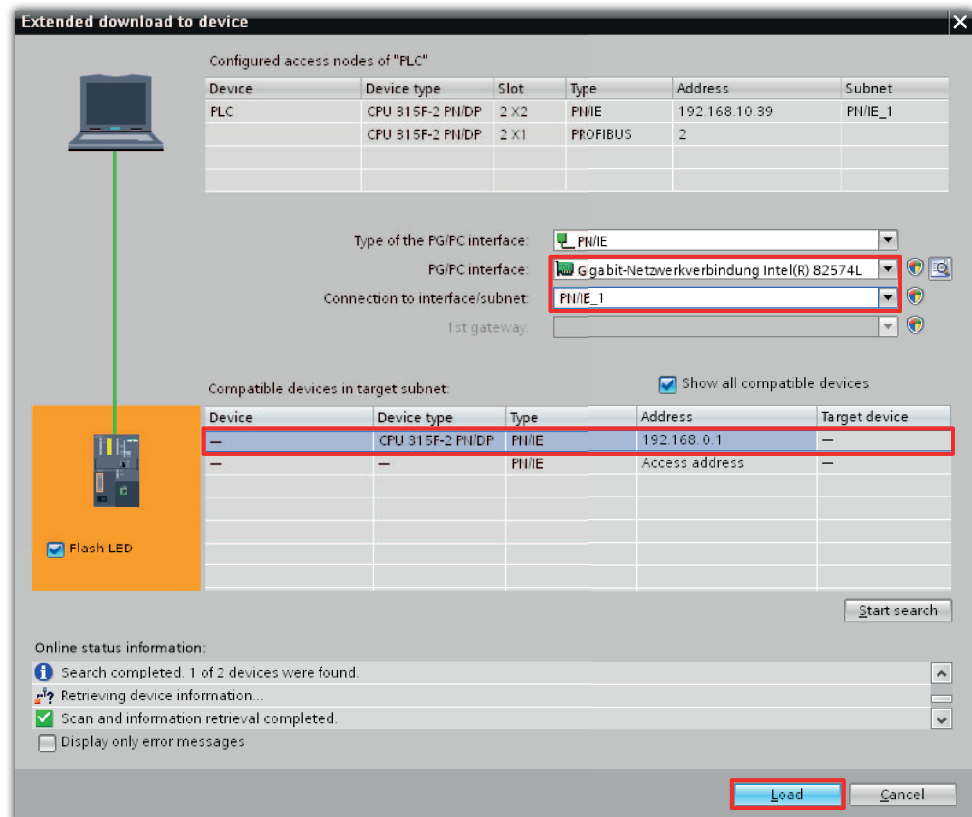 Extended download to device
Configured access nodes of "PLC"
Device Device type Slot Type Address Subnet
PLC CPU 315F-2 PN/DP 2 X2 PN/IE 192.168.10.39 PN/IE_1
CPU 315F-2 PN/DP 2 X1 PROFIBUS 2
Type of the PG/PC interface: PN/IE
PG/PC interface: Gigabit-Netzwerkverbindung Intel(R) 82574L
Connection to interface/subnet: PN/IE_1
1st gateway:
Compatible devices in target subnet: Show all compatible devices
Device Device type Type Address Target device
— CPU 315F-2 PN/DP PN/IE 192.168.0.1 —
— — PN/IE Access address —
Flash LED
Start search
Online status information:
Search completed. 1 of 2 devices were found.
Retrieving device information...
Scan and information retrieval completed.
Display only error messages
Load Cancel